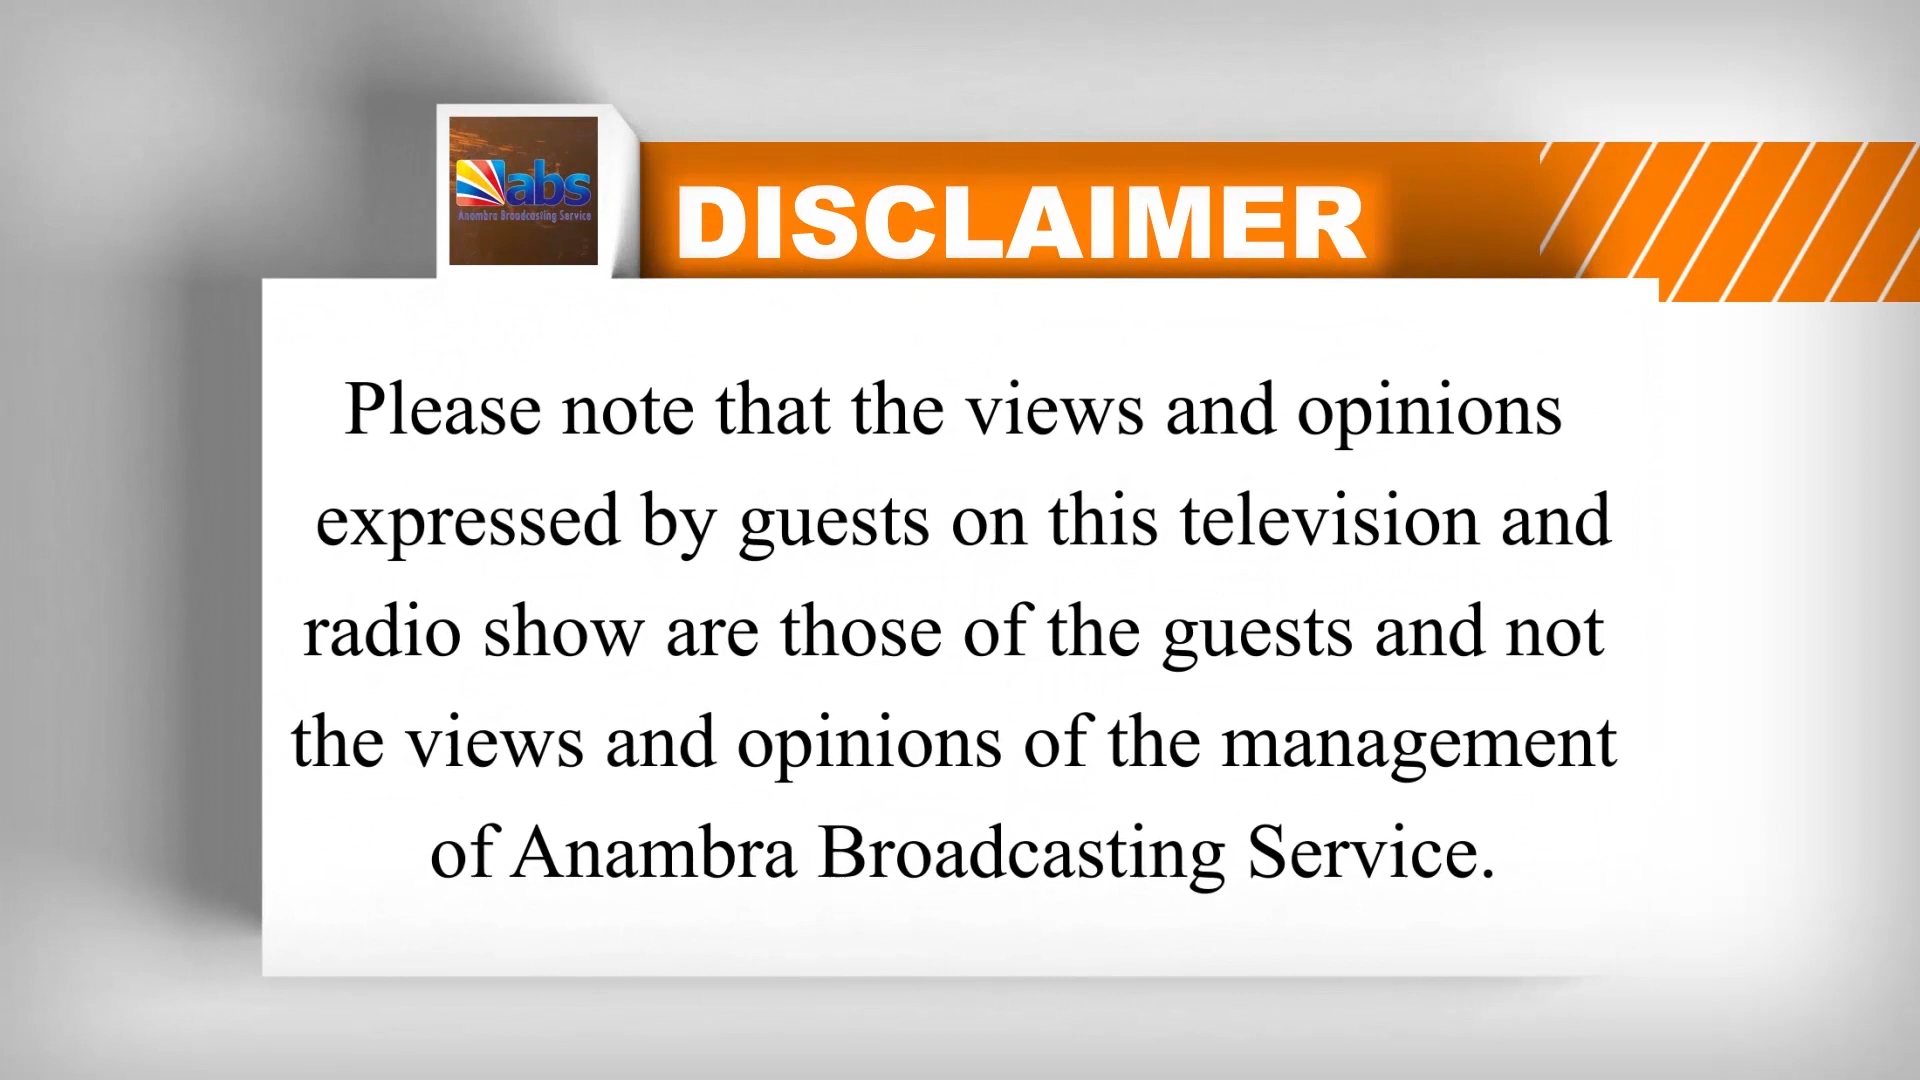 abs
Anambra Broadcasting Service
DISCLAIMER
Please note that the views and opinions
expressed by guests on this television and
radio show are those of the guests and not
the views and opinions of the management
of Anambra Broadcasting Service.